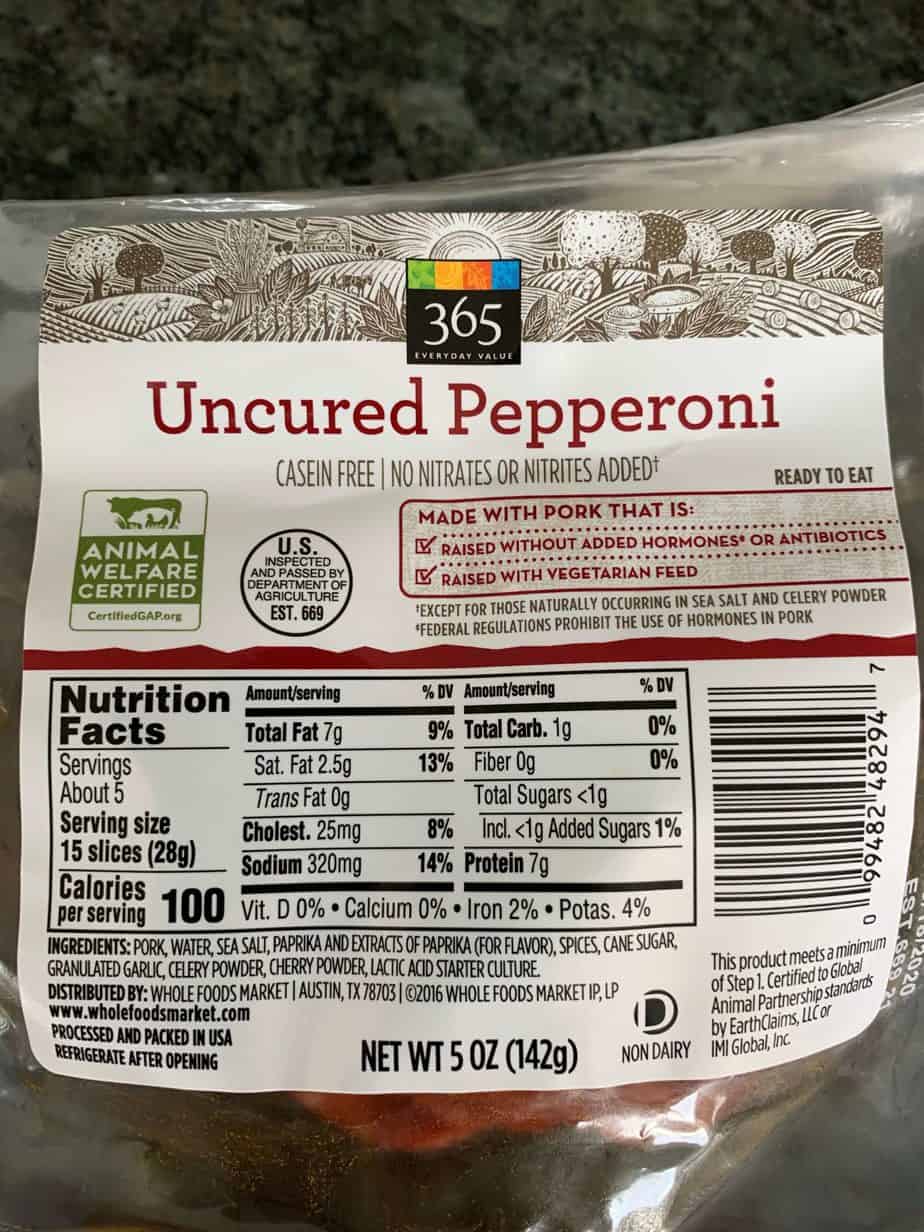 365
EVERYDAY VALUE
Uncured Pepperoni
CASEIN FREE | NO NITRATES OR NITRITES ADDED†
READY TO EAT
ANIMAL
WELFARE
CERTIFIED
CertifiedGAP.org
U.S.
INSPECTED
AND PASSED BY
DEPARTMENT OF
AGRICULTURE
EST. 669
MADE WITH PORK THAT IS:
RAISED WITHOUT ADDED HORMONES* OR ANTIBIOTICS
RAISED WITH VEGETARIAN FEED
†EXCEPT FOR THOSE NATURALLY OCCURRING IN SEA SALT AND CELERY POWDER
*FEDERAL REGULATIONS PROHIBIT THE USE OF HORMONES IN PORK
Nutrition
Facts
Servings
About 5
Serving size
15 slices (28g)
Calories
per serving 100
Amount/serving % DV
Total Fat 7g 9%
Sat. Fat 2.5g 13%
Trans Fat 0g
Cholest. 25mg 8%
Sodium 320mg 14%
Amount/serving % DV
Total Carb. 1g 0%
Fiber 0g 0%
Total Sugars <1g
Incl. <1g Added Sugars 1%
Protein 7g
Vit. D 0% • Calcium 0% • Iron 2% • Potas. 4%
0 99482 48294 7
INGREDIENTS: PORK, WATER, SEA SALT, PAPRIKA AND EXTRACTS OF PAPRIKA (FOR FLAVOR), SPICES, CANE SUGAR,
GRANULATED GARLIC, CELERY POWDER, CHERRY POWDER, LACTIC ACID STARTER CULTURE.
DISTRIBUTED BY: WHOLE FOODS MARKET | AUSTIN, TX 78703 | ©2016 WHOLE FOODS MARKET IP, LP
www.wholefoodsmarket.com
PROCESSED AND PACKED IN USA
REFRIGERATE AFTER OPENING
NET WT 5 OZ (142g)
D
NON DAIRY
This product meets a minimum
of Step 1. Certified to Global
Animal Partnership standards
by EarthClaims, LLC or
IMI Global, Inc.
EST 669